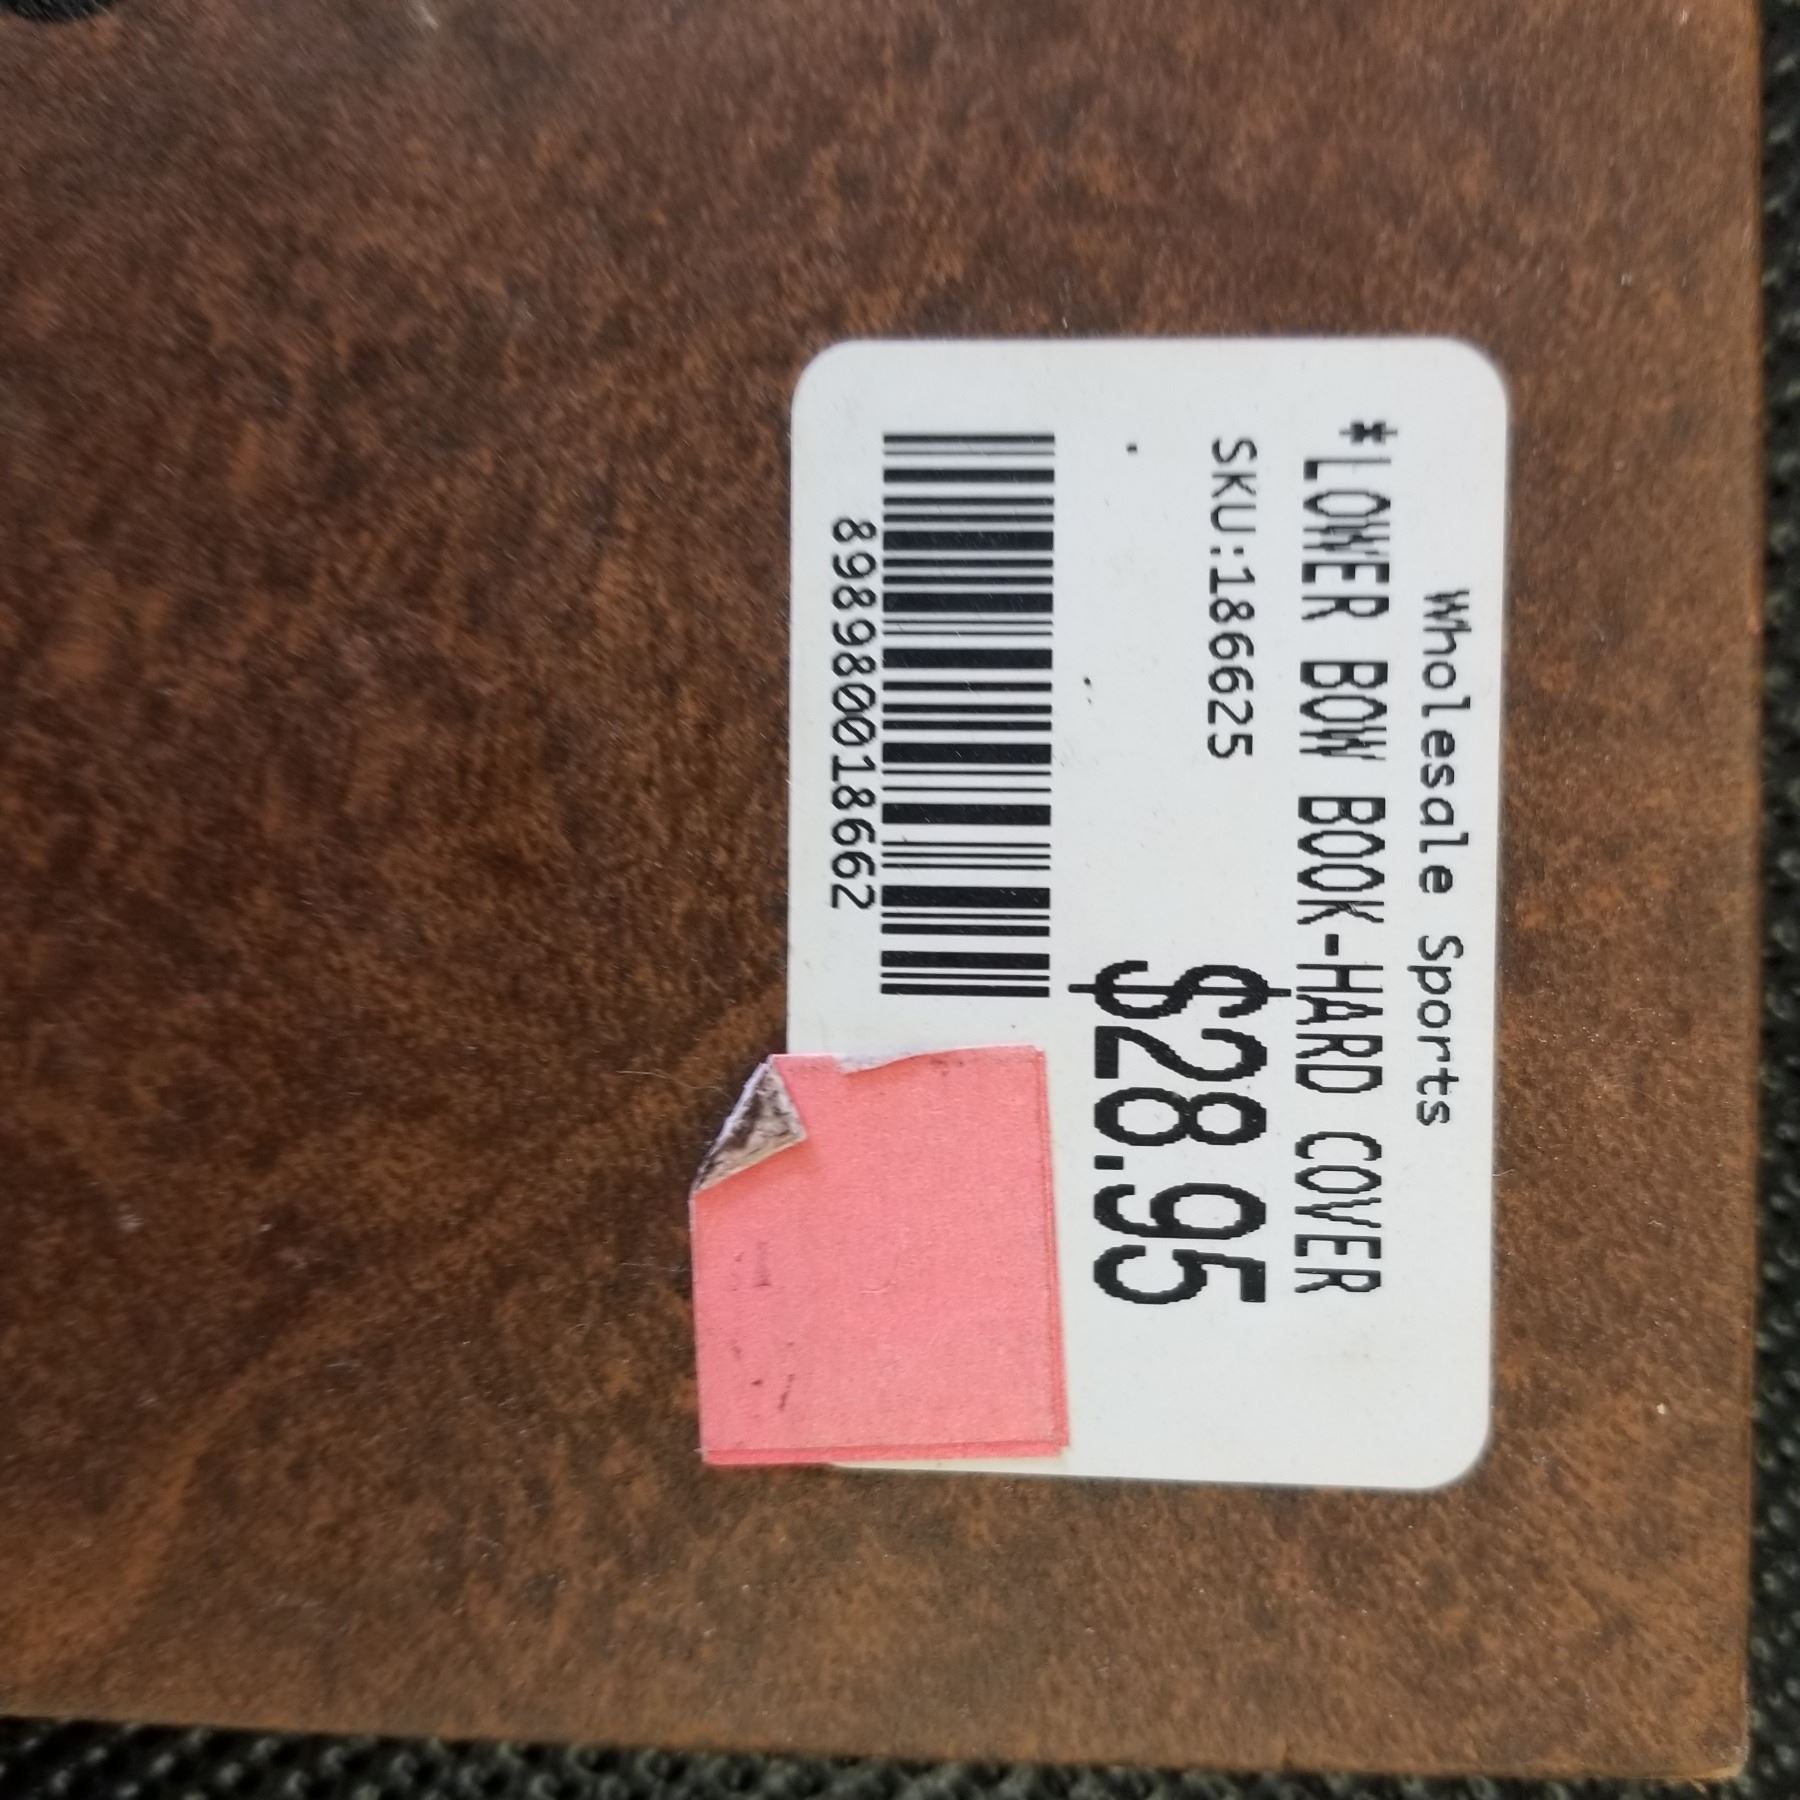 Wholesale Sports
*LOWER BOW BOOK-HARD COVER
SKU:186625
$28.95
898980018662